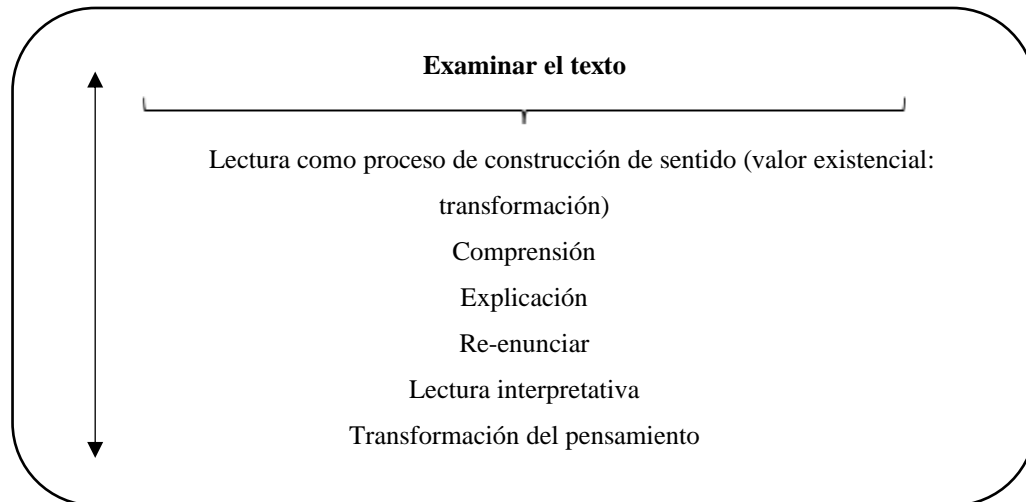 Examinar el texto
Lectura como proceso de construcción de sentido (valor existencial:
transformación)
Comprensión
Explicación
Re-enunciar
Lectura interpretativa
Transformación del pensamiento